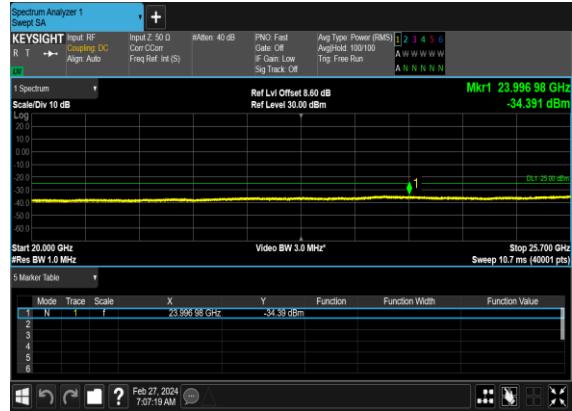 Spectrum Analyzer 1
Swept SA
+
KEYSIGHT Input: RF Input Z: 50 Ω #Atten: 40 dB PNO: Fast Avg Type: Power (RMS) 1 2 3 4 5 6
R T Coupling: DC Corr CCorr Gate: Off Avg|Hold: 100/100 A W W W W W
Align: Auto Freq Ref: Int (S) IF Gain: Low Trig: Free Run
Sig Track: Off A N N N N N
1 Spectrum Ref Lvl Offset 8.60 dB Mkr1 23.996 98 GHz
Scale/Div 10 dB Ref Level 30.00 dBm -34.391 dBm
Log
20.0
10.0
0.00
-10.0
-20.0
-30.0
-40.0
-50.0
-60.0
1
DL1 -25.00 dBm
Start 20.000 GHz Video BW 3.0 MHz* Stop 25.700 GHz
#Res BW 1.0 MHz Sweep 10.7 ms (40001 pts)
5 Marker Table
Mode Trace Scale X Y Function Function Width Function Value
1 N 1 f 23.996 98 GHz -34.39 dBm
2
3
4
5
6
? Feb 27, 2024
7:07:19 AM